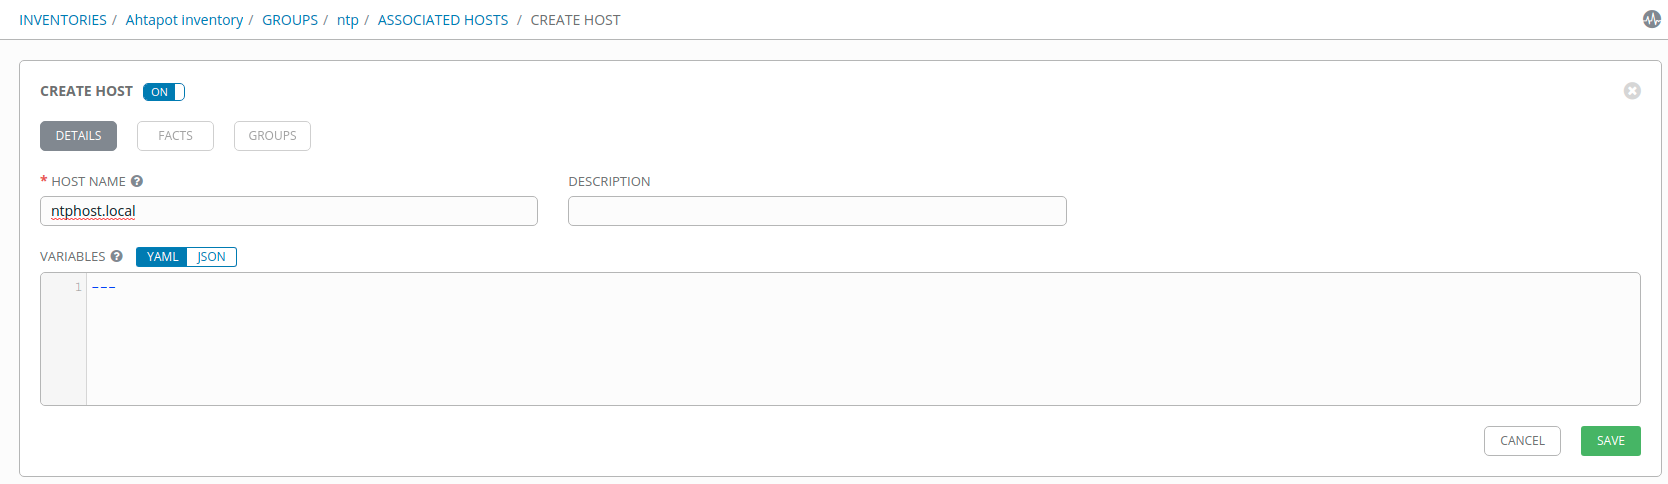 INVENTORIES / Ahtapot inventory / GROUPS / ntp / ASSOCIATED HOSTS / CREATE HOST
CREATE HOST ON
DETAILS FACTS GROUPS
* HOST NAME ? DESCRIPTION
ntphost.local
VARIABLES ? YAML JSON
1 ---
CANCEL SAVE